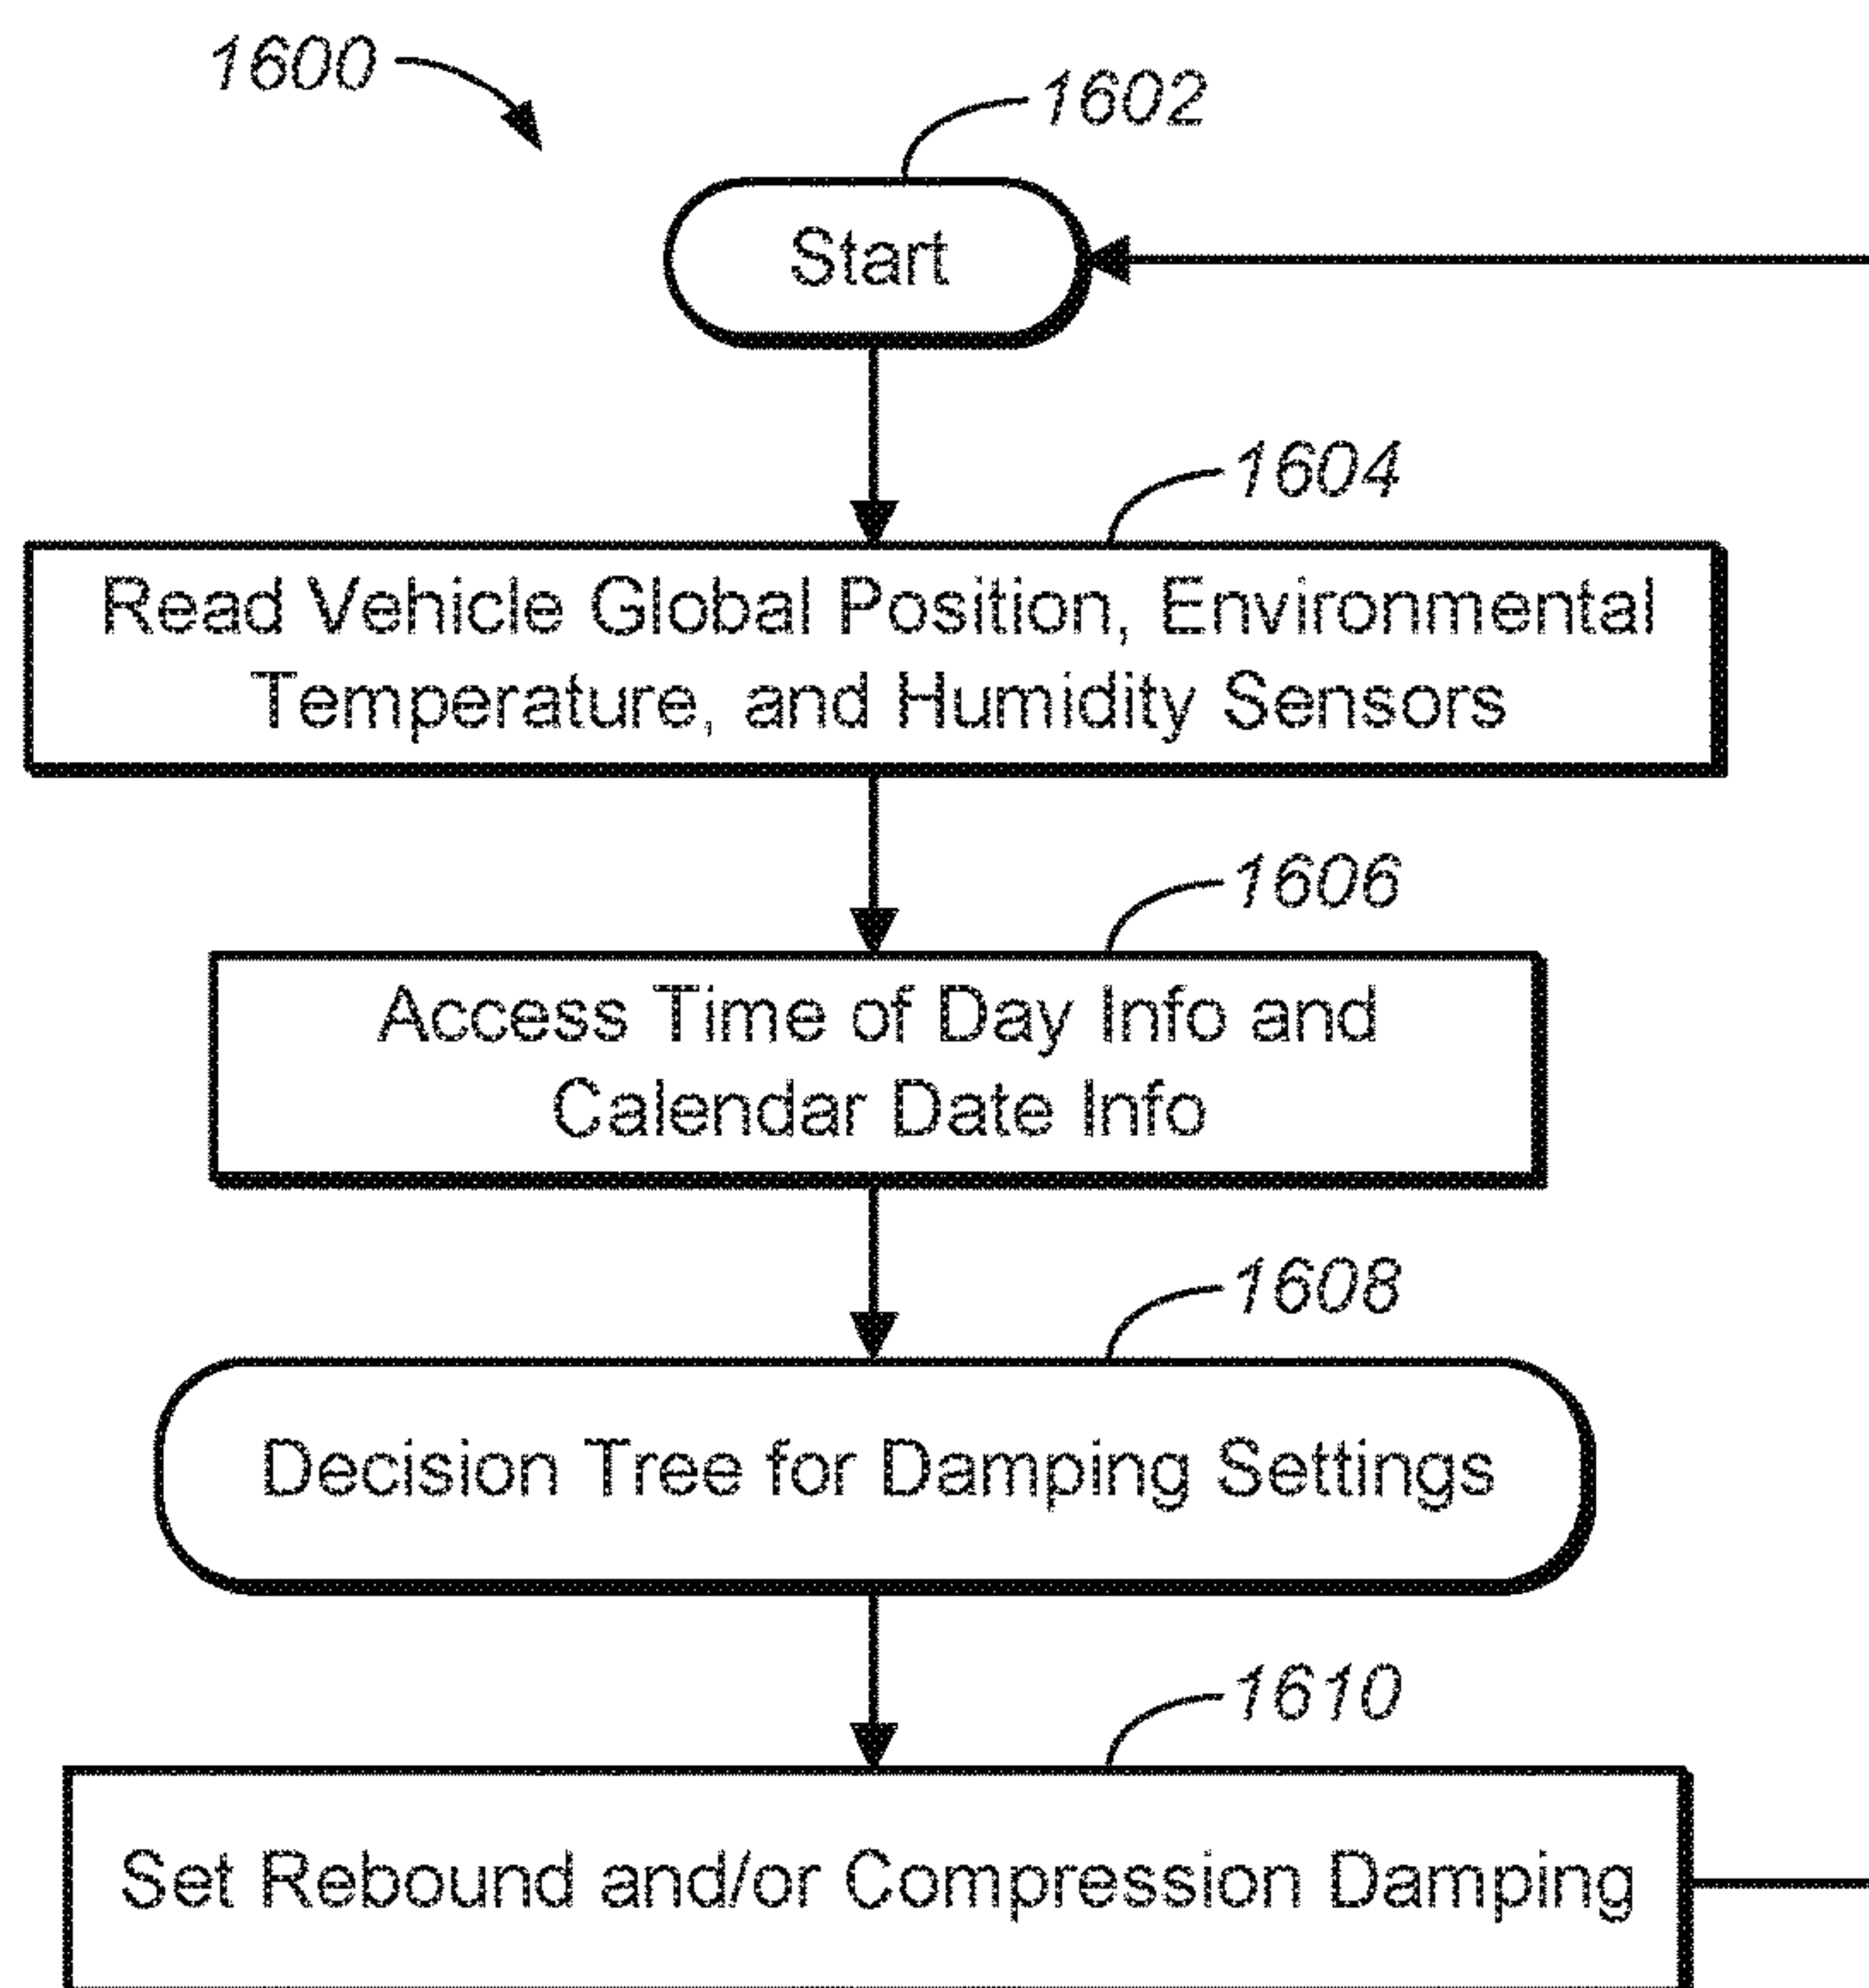 1600
1602
Start
1604
Read Vehicle Global Position, Environmental
Temperature, and Humidity Sensors
1606
Access Time of Day Info and
Calendar Date Info
1608
Decision Tree for Damping Settings
1610
Set Rebound and/or Compression Damping